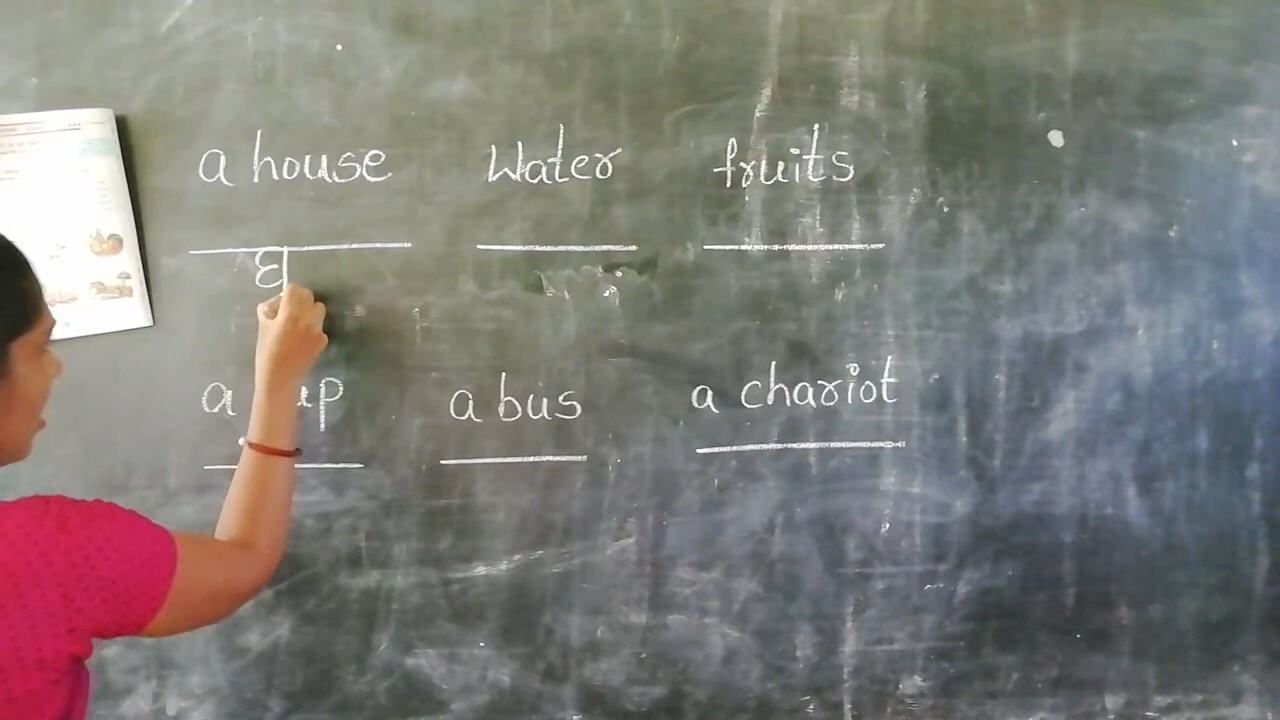 a house Water fruits
घ
a bus a chariot